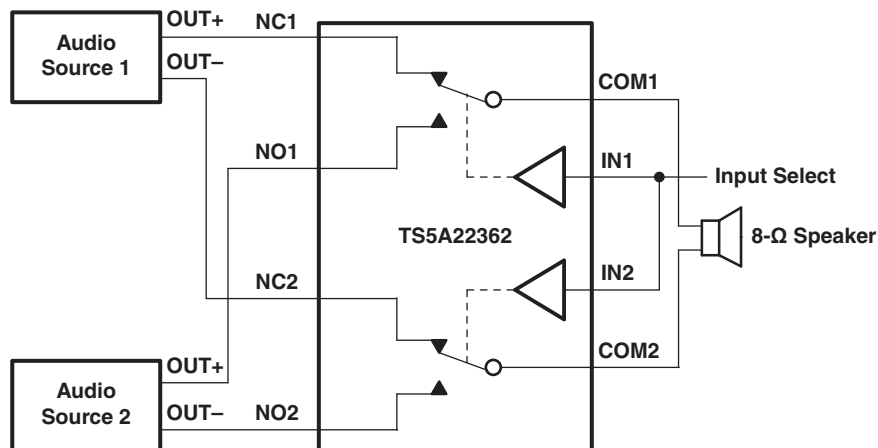 OUT+
NC1
Audio
Source 1
OUT–
COM1
NO1
IN1
Input Select
TS5A22362
8-Ω Speaker
NC2
IN2
COM2
OUT+
Audio
Source 2
OUT–
NO2